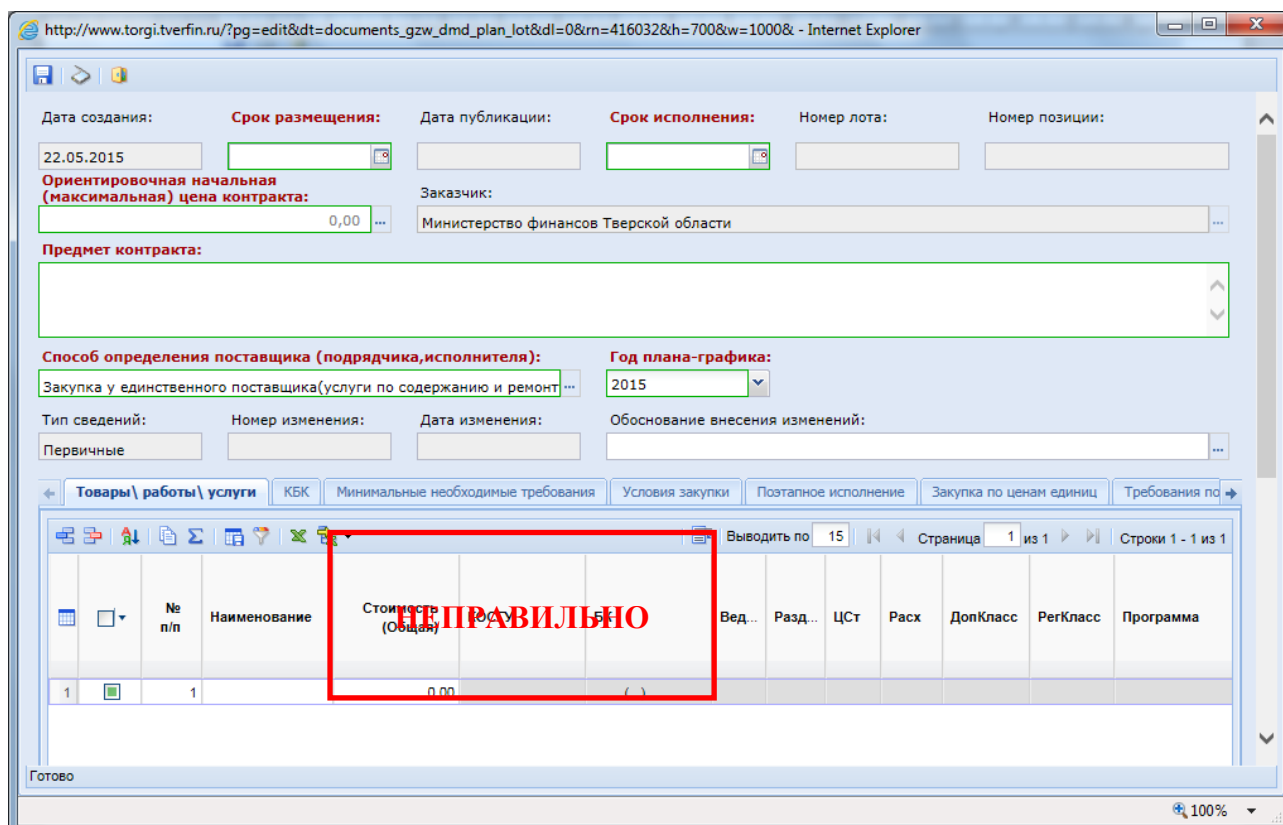 http://www.torgi.tverfin.ru/?pg=edit&dt=documents_gzw_dmd_plan_lot&dl=0&rn=416032&h=700&w=1000& - Internet Explorer
Дата создания: Срок размещения: Дата публикации: Срок исполнения: Номер лота: Номер позиции:
22.05.2015
Ориентировочная начальная
(максимальная) цена контракта: Заказчик:
0,00 ... Министерство финансов Тверской области ...
Предмет контракта:
Способ определения поставщика (подрядчика,исполнителя): Год плана-графика:
Закупка у единственного поставщика(услуги по содержанию и ремонт ... 2015
Тип сведений: Номер изменения: Дата изменения: Обоснование внесения изменений:
Первичные ...
Товары\ работы\ услуги КБК Минимальные необходимые требования Условия закупки Поэтапное исполнение Закупка по ценам единиц Требования по
Выводить по 15 Страница 1 из 1 Строки 1 - 1 из 1
№
п/п Наименование Стоимость
(Общая) КОСГУ БК Вед... Разд... ЦСт Расх ДопКласс РегКласс Программа
НЕПРАВИЛЬНО
1 1 0,00 ( )
Готово
100%